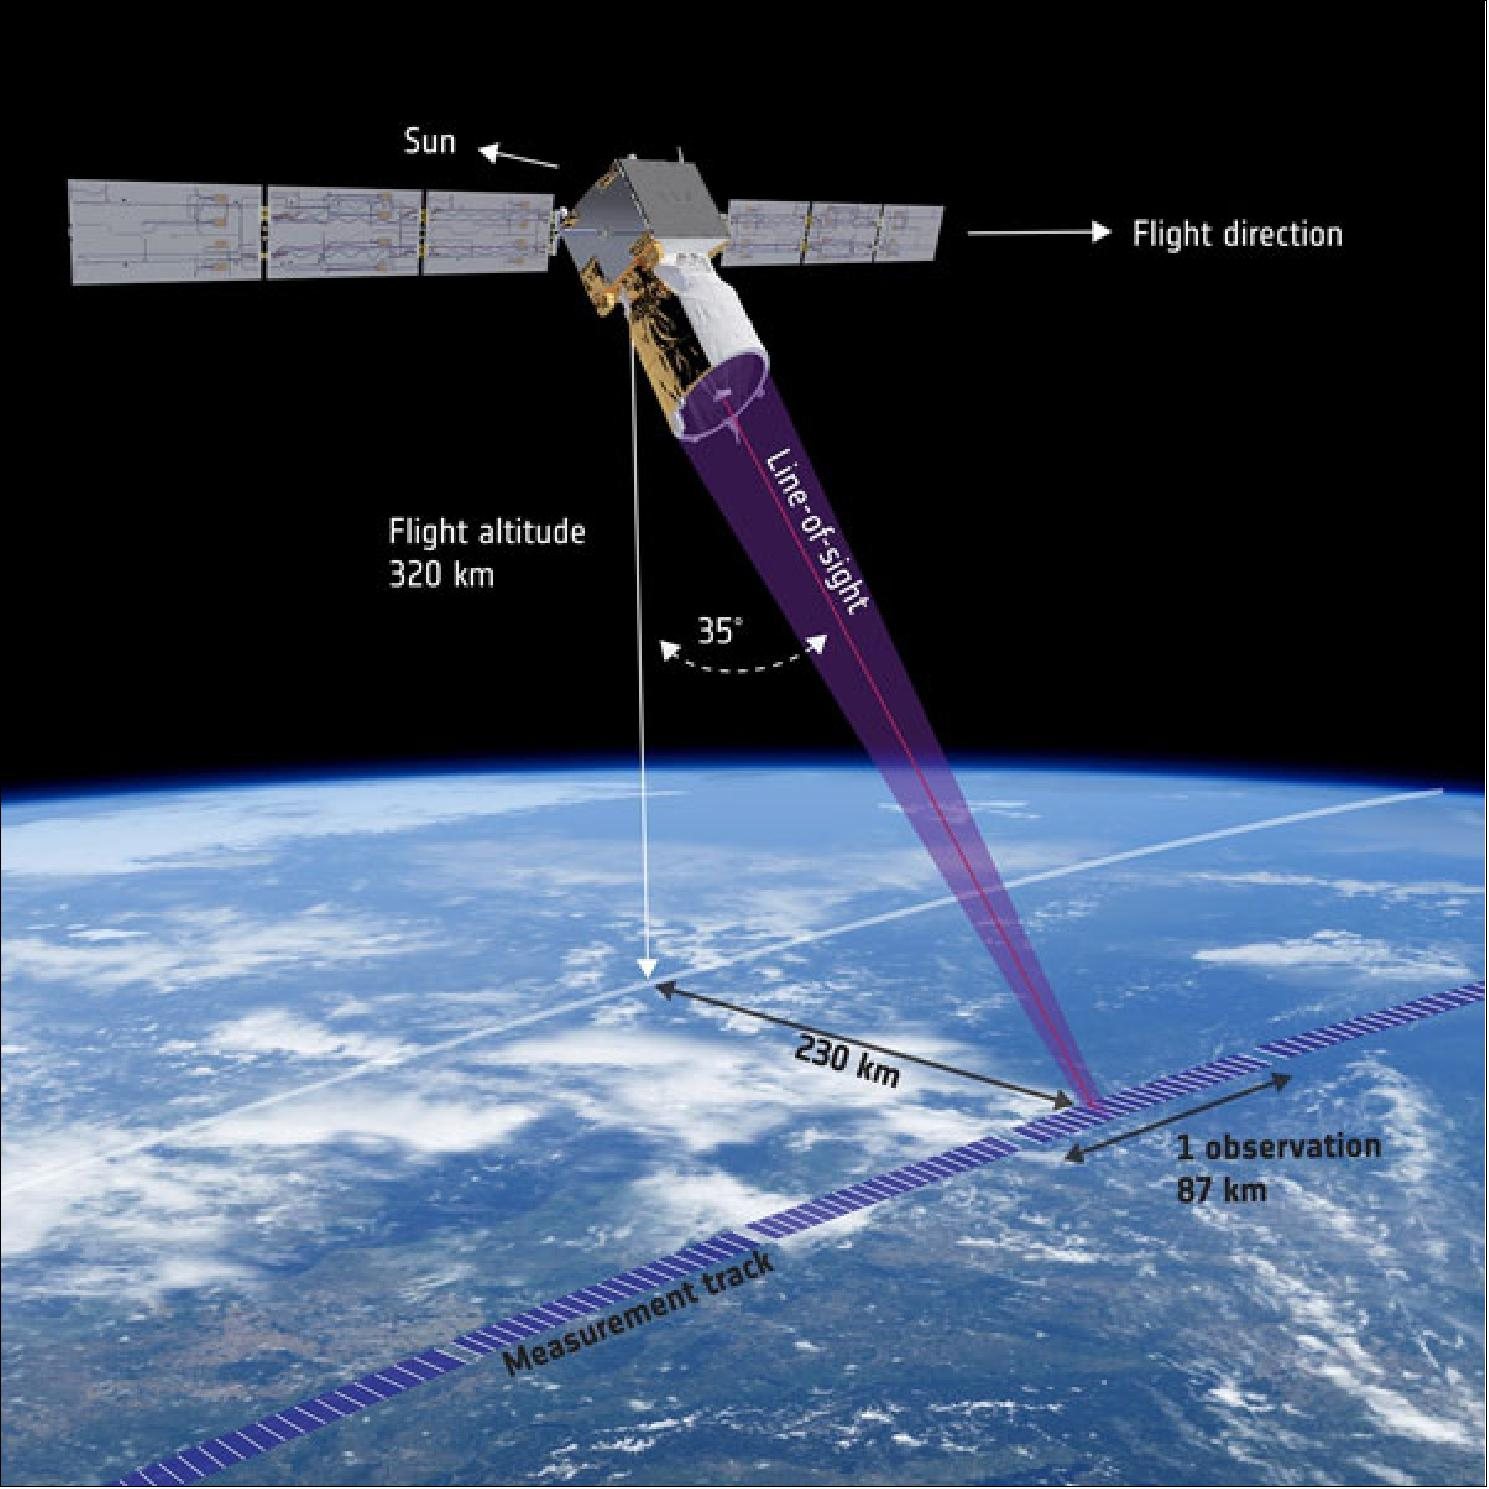 Sun
Flight direction
Line-of-sight
Flight altitude
320 km
35°
230 km
1 observation
87 km
Measurement track